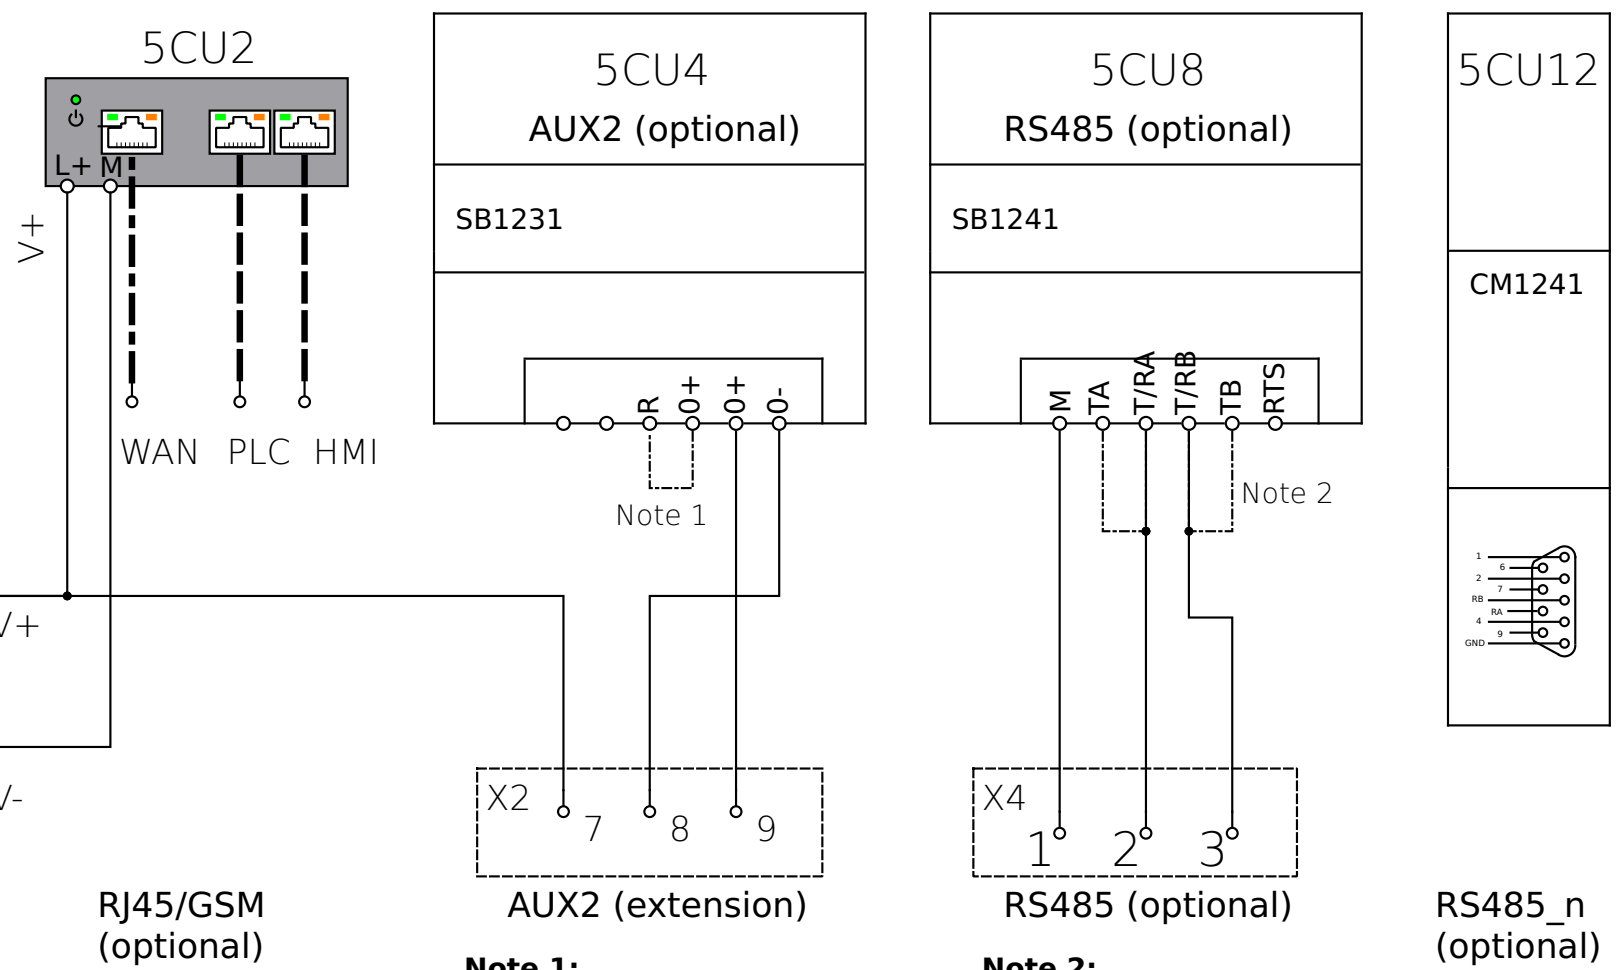 5CU2
L+ M
V+
WAN PLC HMI
V+
V-
RJ45/GSM
(optional)
5CU4
AUX2 (optional)
SB1231
R 0+ 0+ 0-
Note 1
X2
7 8 9
AUX2 (extension)
Note 1:
5CU8
RS485 (optional)
SB1241
M TA T/RA T/RB TB RTS
Note 2
X4
1 2 3
RS485 (optional)
Note 2:
5CU12
CM1241
1
6
2
7
RB
RA
4
9
GND
RS485_n
(optional)